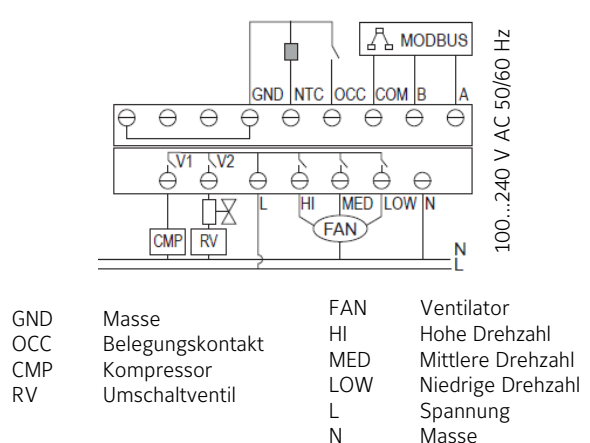 MODBUS
GND NTC OCC COM B A
100...240 V AC 50/60 Hz
V1 V2
L HI MED LOW N
FAN
CMP RV
N
L
GND Masse
OCC Belegungskontakt
CMP Kompressor
RV Umschaltventil
FAN Ventilator
HI Hohe Drehzahl
MED Mittlere Drehzahl
LOW Niedrige Drehzahl
L Spannung
N Masse